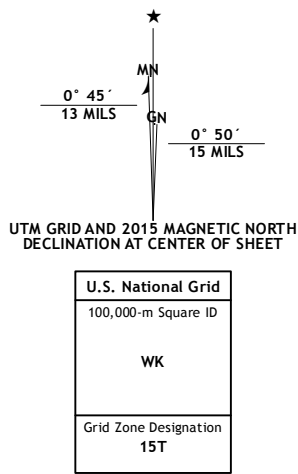 ★
MN
0° 45´
13 MILS
GN
0° 50´
15 MILS
UTM GRID AND 2015 MAGNETIC NORTH
DECLINATION AT CENTER OF SHEET
U.S. National Grid
100,000-m Square ID
WK
Grid Zone Designation
15T